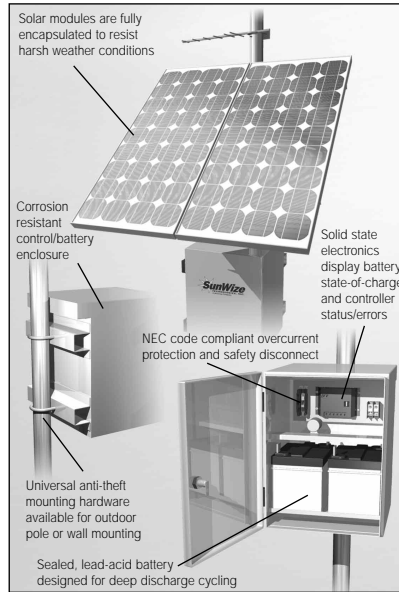 Solar modules are fully
encapsulated to resist
harsh weather conditions
Corrosion
resistant
control/battery
enclosure
SunWize
Solid state
electronics
display battery
state-of-charge
and controller
status/errors
NEC code compliant overcurrent
protection and safety disconnect
Universal anti-theft
mounting hardware
available for outdoor
pole or wall mounting
Sealed, lead-acid battery
designed for deep discharge cycling